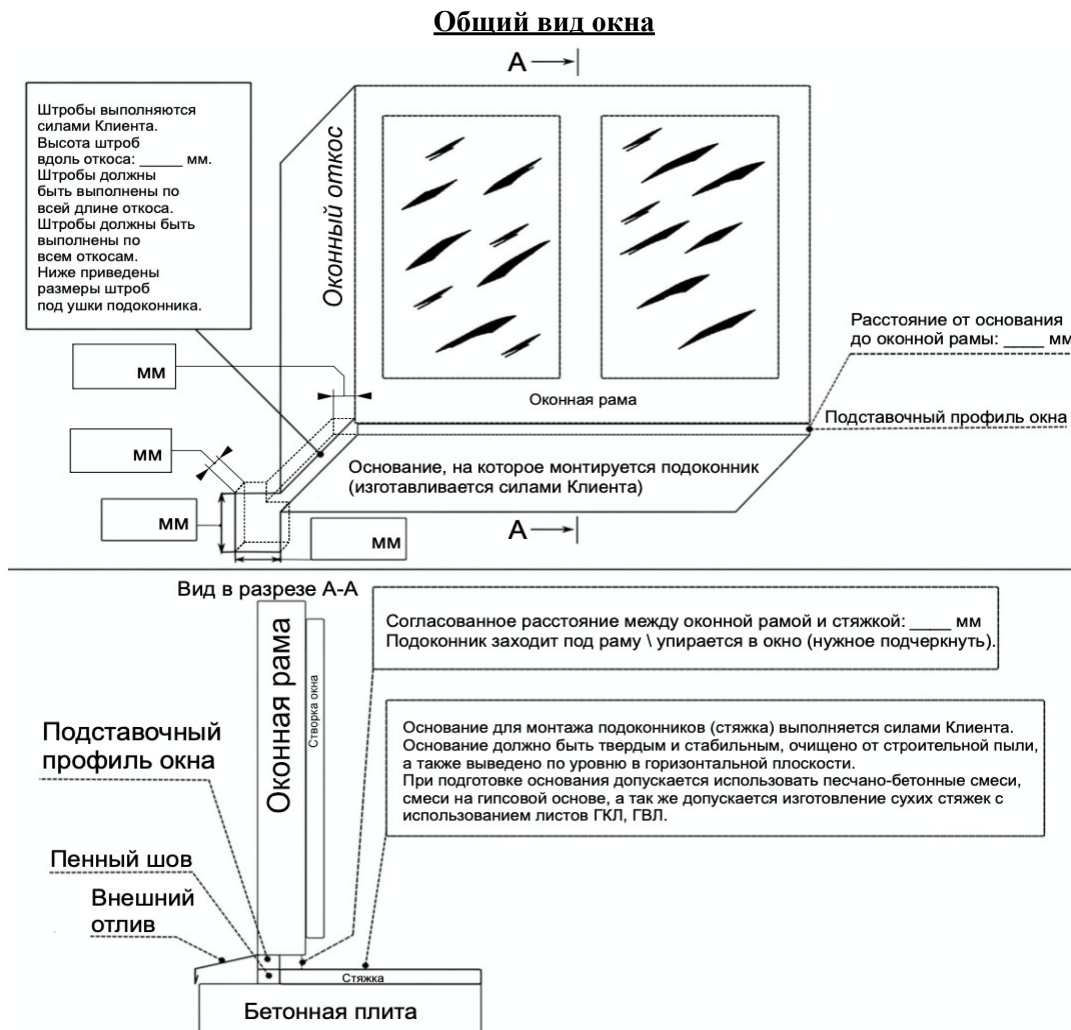 Общий вид окна
А
Штробы выполняются
силами Клиента.
Высота штроб
вдоль откоса: _____ мм.
Штробы должны
быть выполнены по
всей длине откоса.
Штробы должны быть
выполнены по
всем откосам.
Ниже приведены
размеры штроб
под ушки подоконника.
Оконный откос
Расстояние от основания
до оконной рамы: ____ мм
мм
Оконная рама
Подставочный профиль окна
мм
Основание, на которое монтируется подоконник
(изготавливается силами Клиента)
мм
А
мм
Вид в разрезе А-А
Согласованное расстояние между оконной рамой и стяжкой: ____ мм
Подоконник заходит под раму \ упирается в окно (нужное подчеркнуть).
Оконная рама
Створка окна
Основание для монтажа подоконников (стяжка) выполняется силами Клиента.
Основание должно быть твердым и стабильным, очищено от строительной пыли,
а также выведено по уровню в горизонтальной плоскости.
При подготовке основания допускается использовать песчано-бетонные смеси,
смеси на гипсовой основе, а так же допускается изготовление сухих стяжек с
использованием листов ГКЛ, ГВЛ.
Подставочный
профиль окна
Пенный шов
Внешний
отлив
Стяжка
Бетонная плита